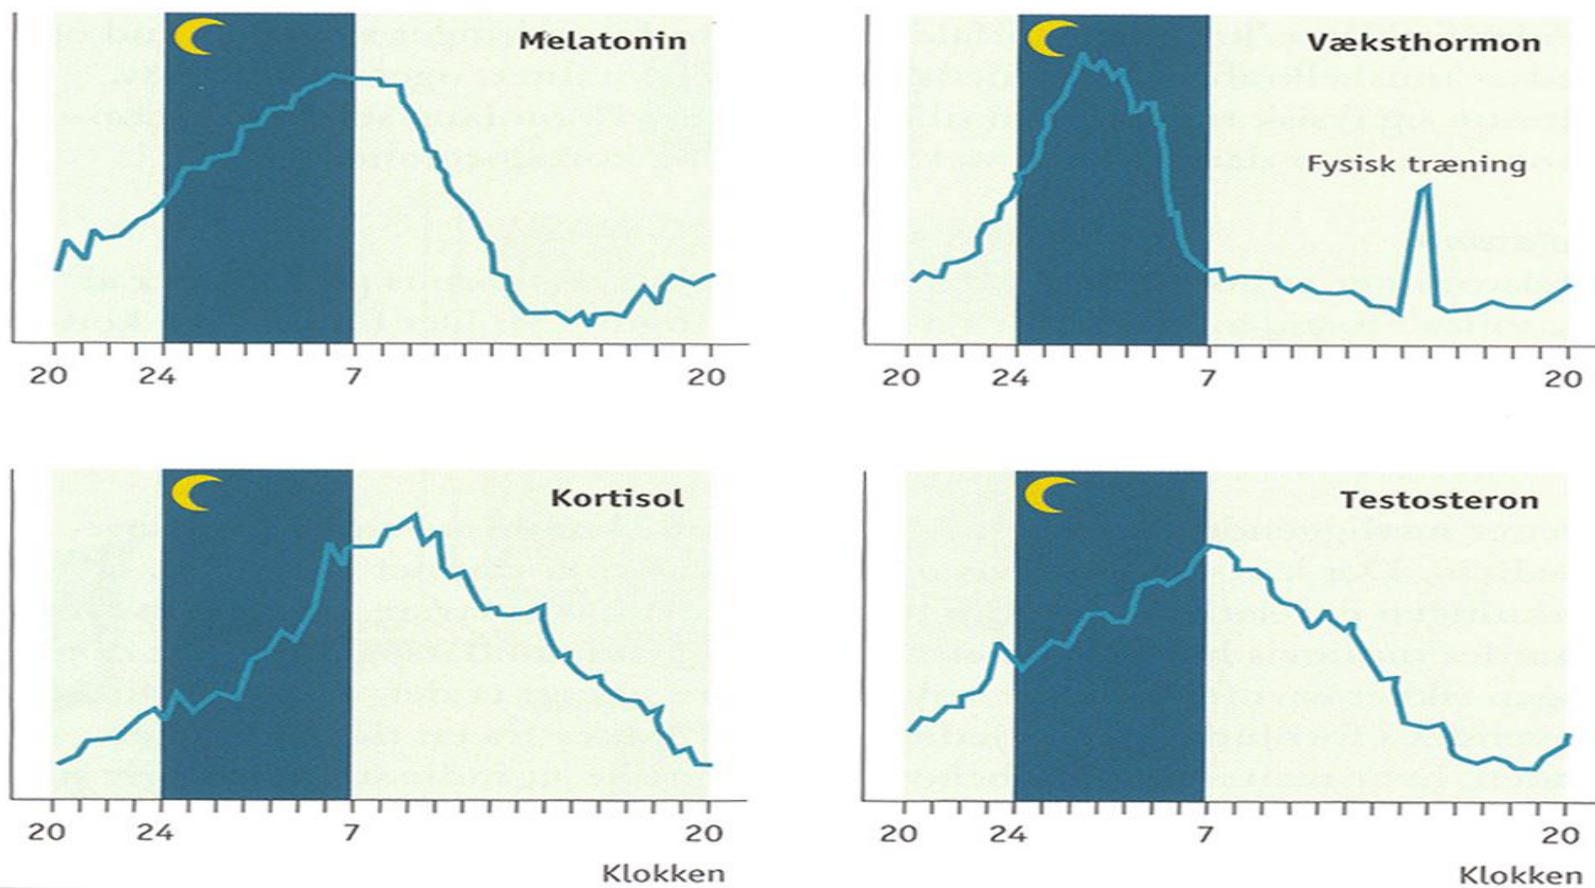 Melatonin
20 24 7 20
Væksthormon
Fysisk træning
20 24 7 20
Kortisol
20 24 7 20
Klokken
Testosteron
20 24 7 20
Klokken